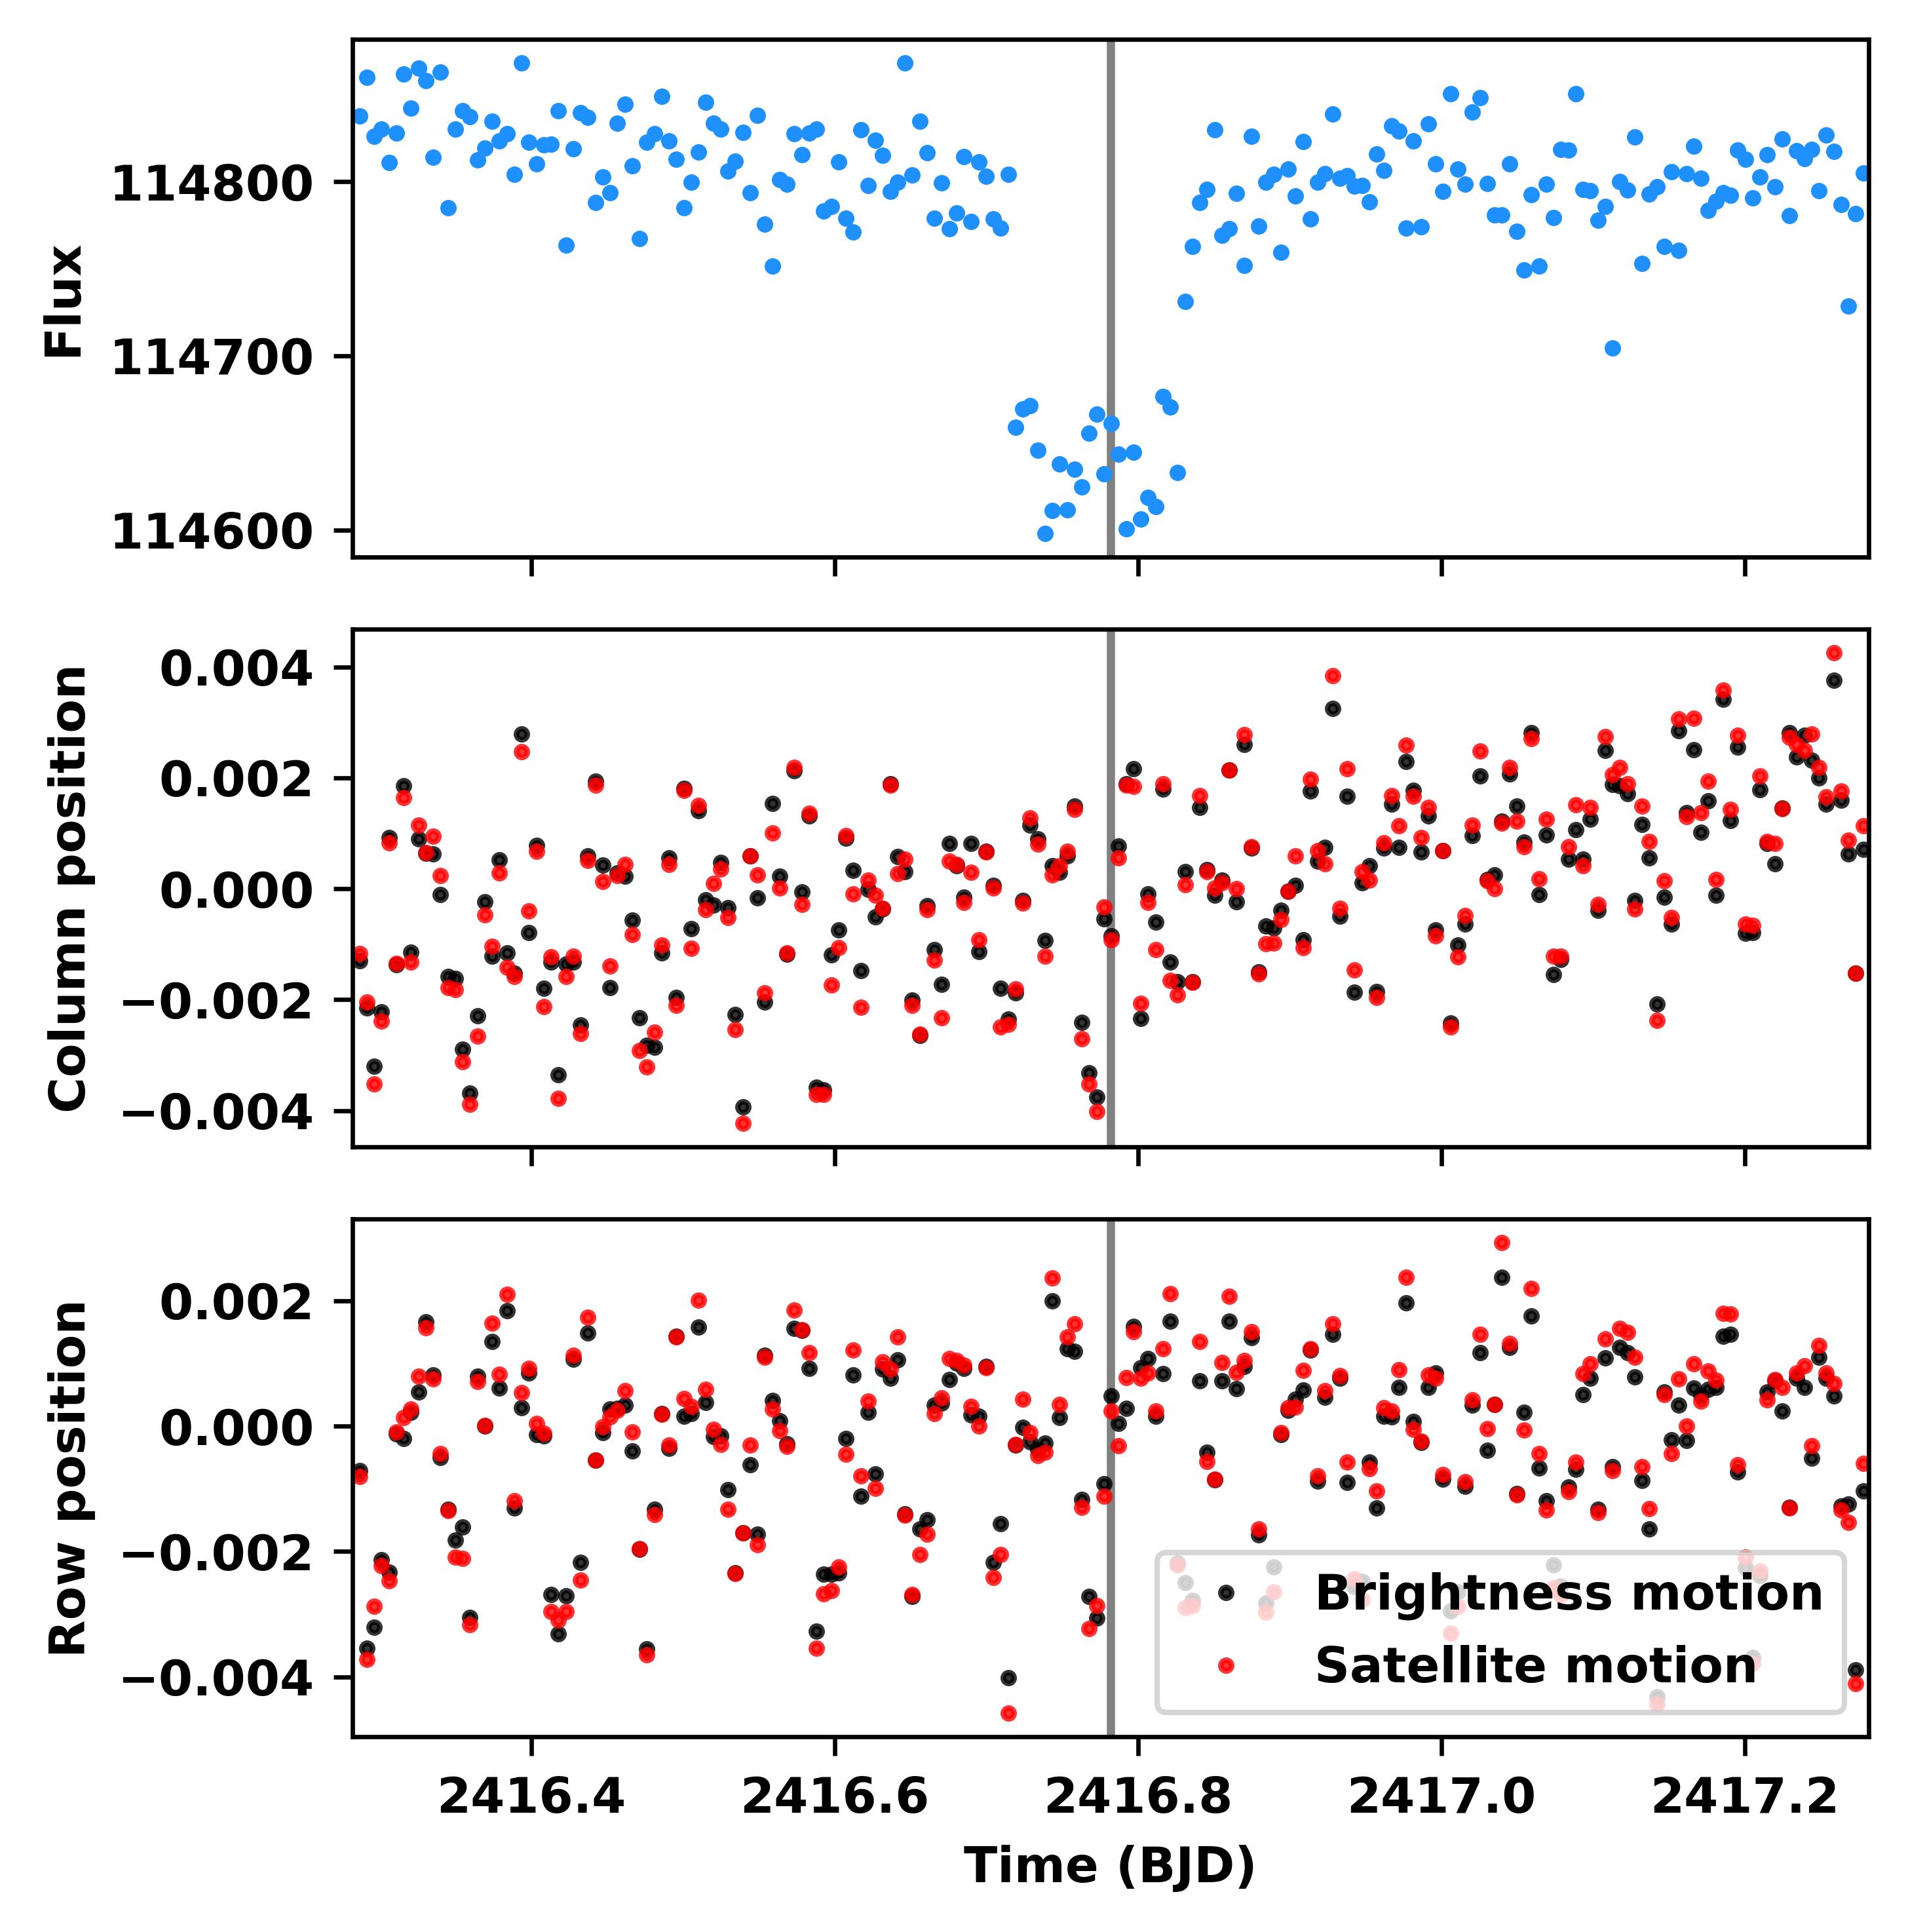 Flux
114800
114700
114600
Column position
0.004
0.002
0.000
−0.002
−0.004
Row position
0.002
0.000
−0.002
−0.004
Brightness motion
Satellite motion
2416.4 2416.6 2416.8 2417.0 2417.2
Time (BJD)